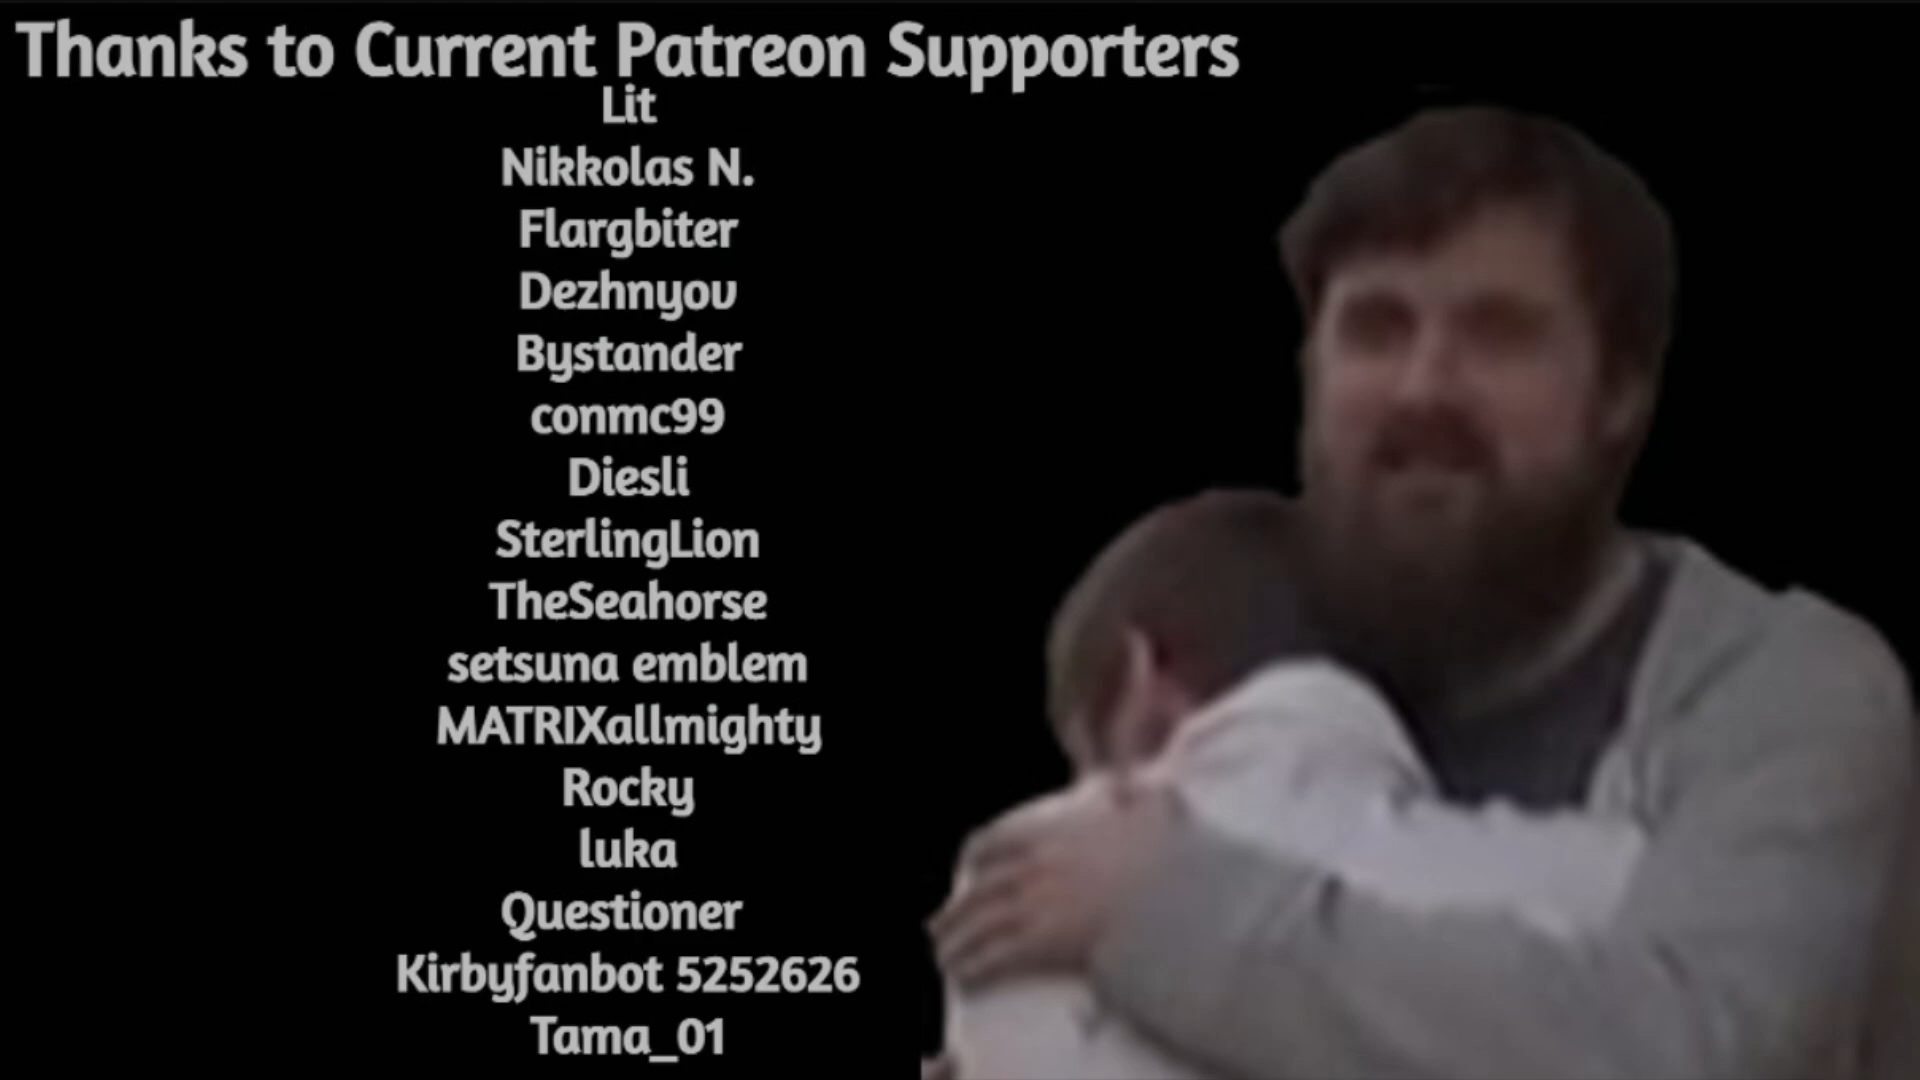 Thanks to Current Patreon Supporters
Lit
Nikkolas N.
Flargbiter
Dezhnyou
Bystander
conmc99
Diesli
SterlingLion
TheSeahorse
setsuna emblem
MATRIXallmighty
Rocky
luka
Questioner
Kirbyfanbot 5252626
Tama_01